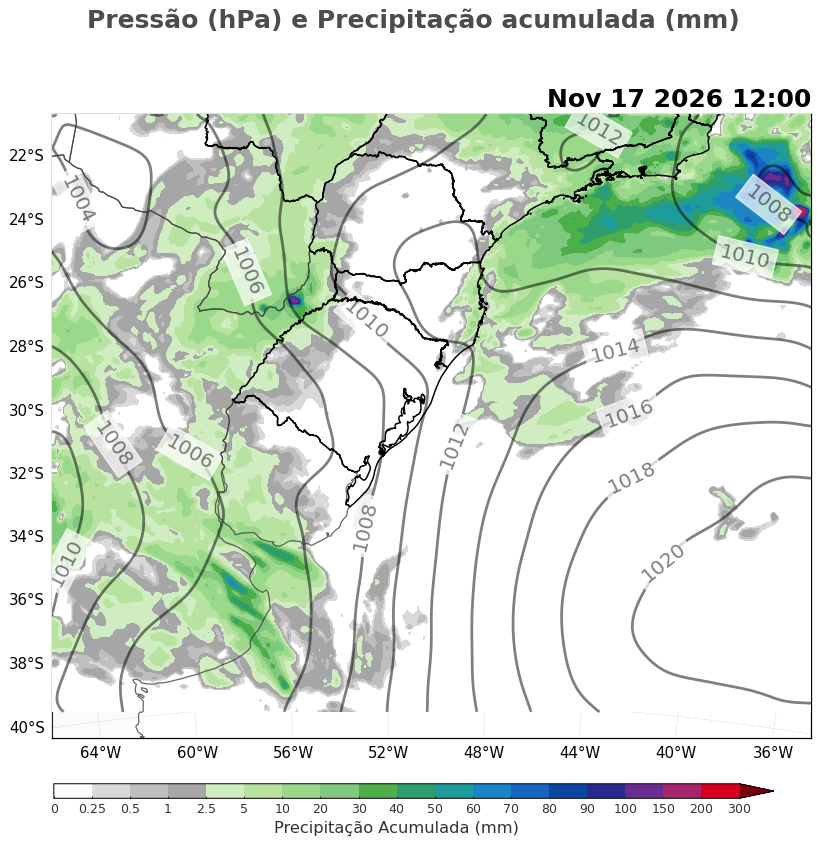 Pressão (hPa) e Precipitação acumulada (mm)
Nov 17 2026 12:00
1012
22°S
1004
1008
24°S
1006
1010
26°S
1010
28°S
1014
30°S
1016
1008
1006
1012
32°S
1018
34°S
1008
1010
1020
36°S
38°S
40°S
64°W 60°W 56°W 52°W 48°W 44°W 40°W 36°W
0 0.25 0.5 1 2.5 5 10 20 30 40 50 60 70 80 90 100 150 200 300
Precipitação Acumulada (mm)